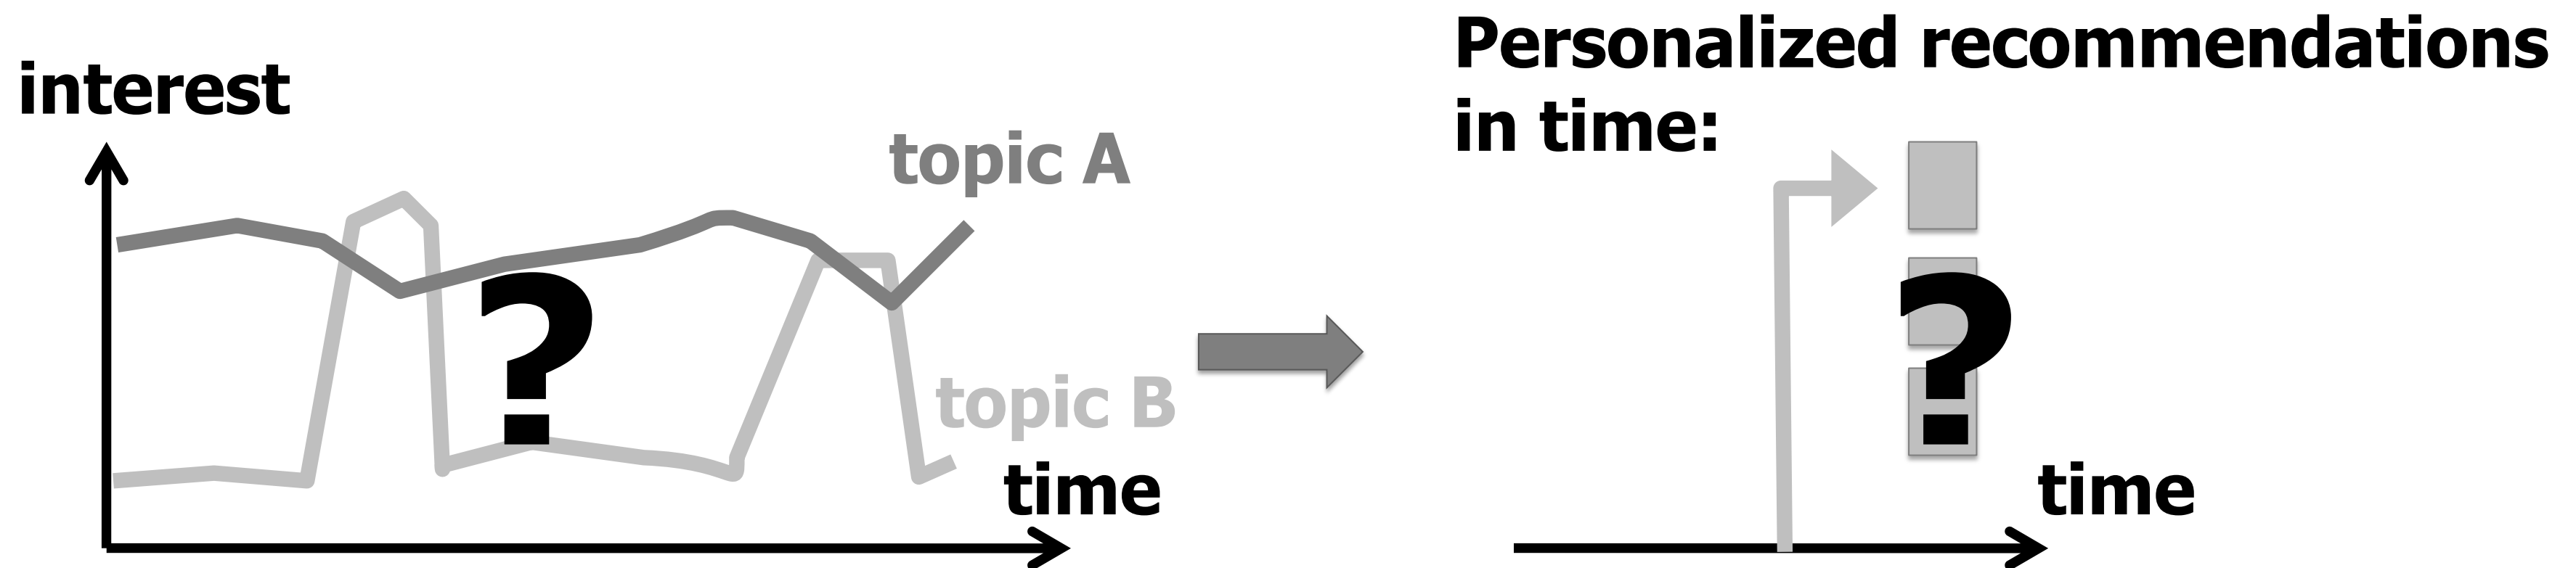 interest
topic A
?
topic B
time
Personalized recommendations
in time:
?
time